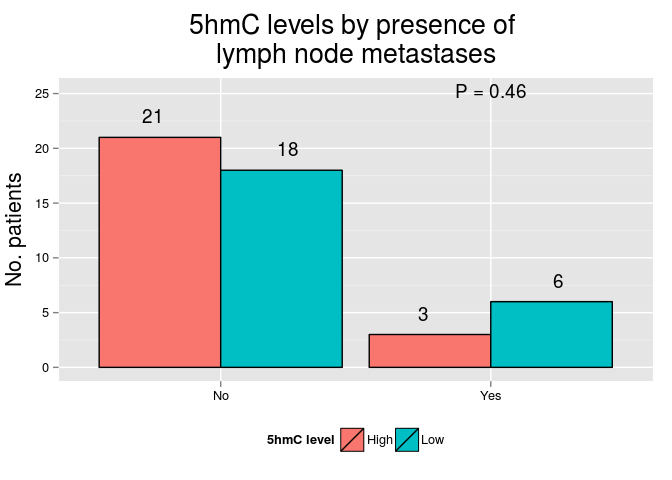 5hmC levels by presence of
lymph node metastases
No. patients
25
20
15
10
5
0
P = 0.46
21
18
3
6
No
Yes
5hmC level High Low